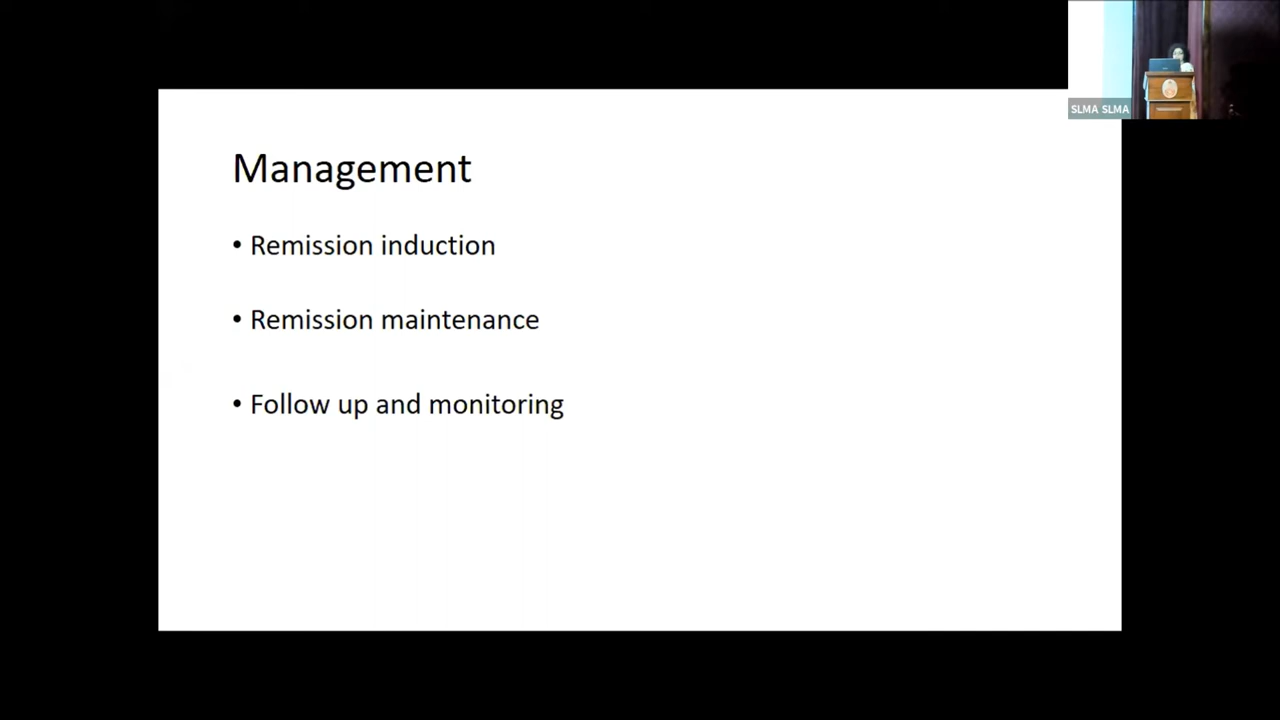 Management
• Remission induction
• Remission maintenance
• Follow up and monitoring
SLMA SLMA